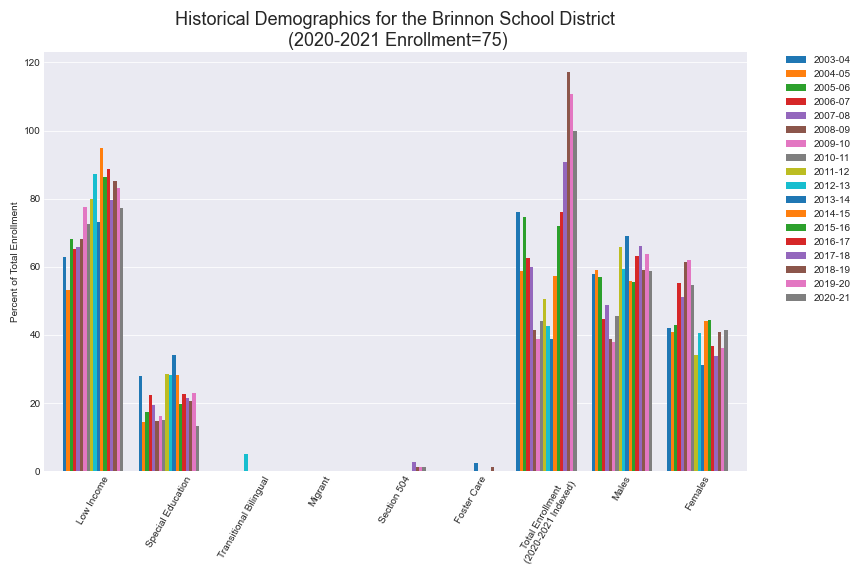 Historical Demographics for the Brinnon School District
(2020-2021 Enrollment=75)
Percent of Total Enrollment
120
100
80
60
40
20
0
Low Income
Special Education
Transitional Bilingual
Migrant
Section 504
Foster Care
Total Enrollment
(2020-2021 Indexed)
Males
Females
2003-04
2004-05
2005-06
2006-07
2007-08
2008-09
2009-10
2010-11
2011-12
2012-13
2013-14
2014-15
2015-16
2016-17
2017-18
2018-19
2019-20
2020-21